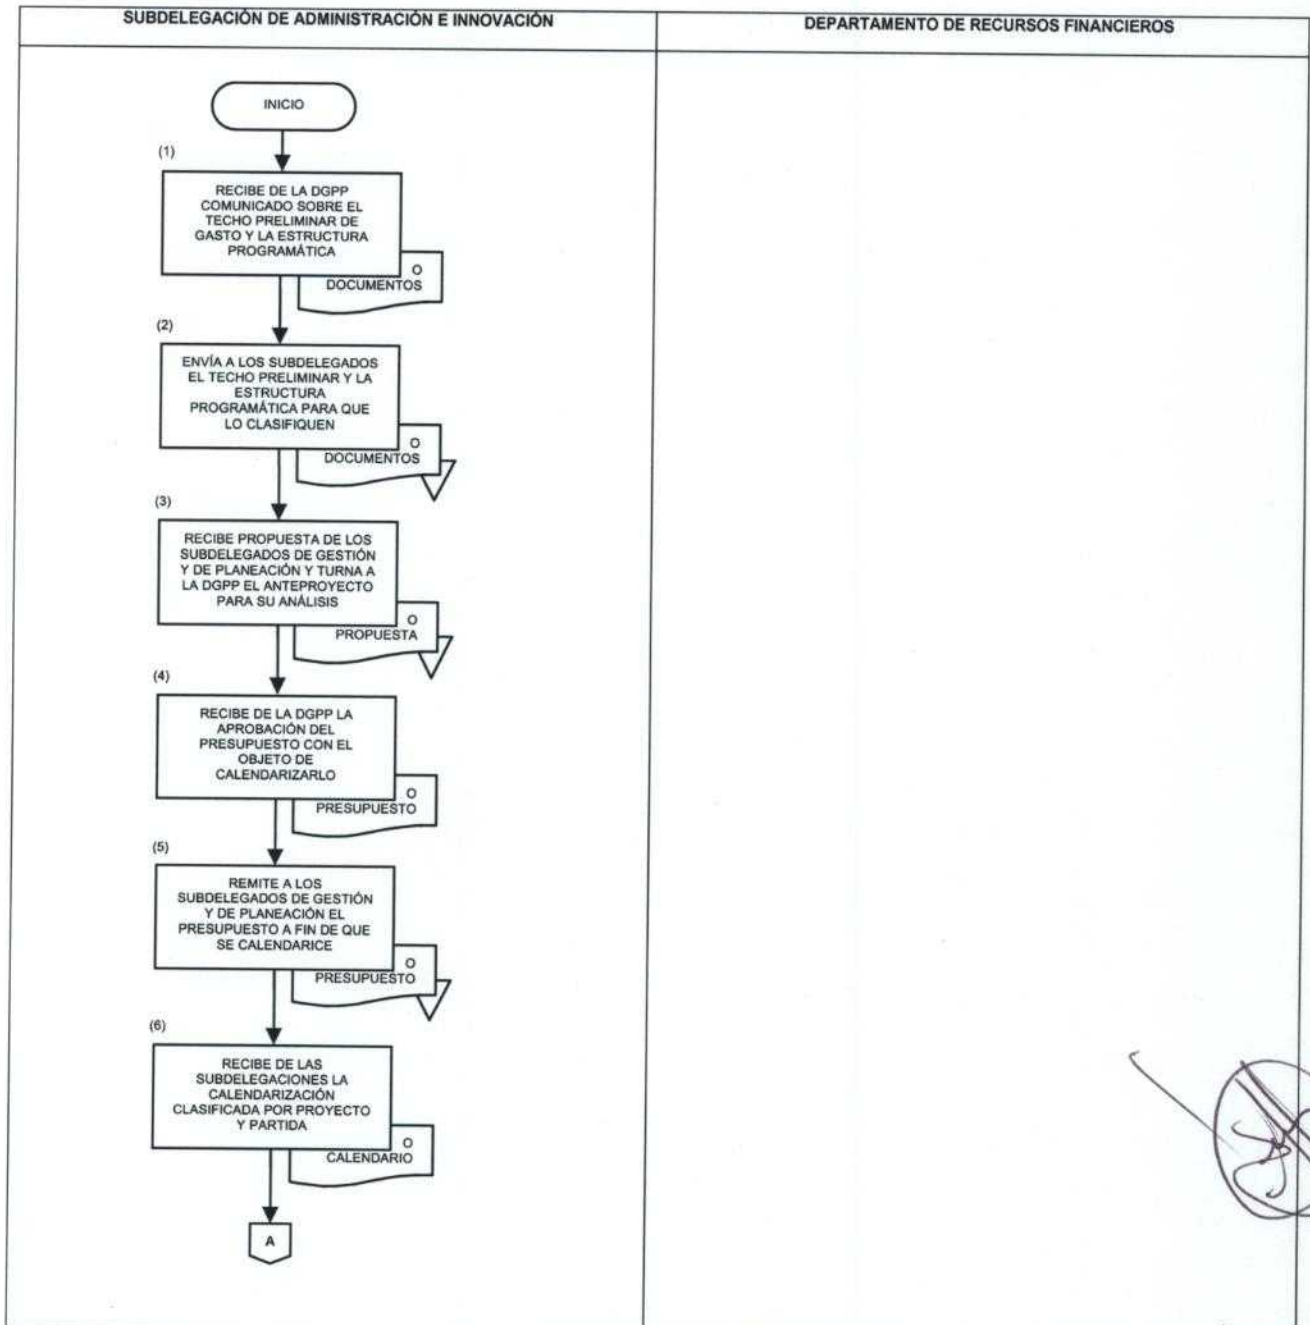 SUBDELEGACIÓN DE ADMINISTRACIÓN E INNOVACIÓN
DEPARTAMENTO DE RECURSOS FINANCIEROS
INICIO
(1)
RECIBE DE LA DGPP
COMUNICADO SOBRE EL
TECHO PRELIMINAR DE
GASTO Y LA ESTRUCTURA
PROGRAMÁTICA
O
DOCUMENTOS
(2)
ENVÍA A LOS SUBDELEGADOS
EL TECHO PRELIMINAR Y LA
ESTRUCTURA
PROGRAMÁTICA PARA QUE
LO CLASIFIQUEN
O
DOCUMENTOS
(3)
RECIBE PROPUESTA DE LOS
SUBDELEGADOS DE GESTIÓN
Y DE PLANEACIÓN Y TURNA A
LA DGPP EL ANTEPROYECTO
PARA SU ANÁLISIS
O
PROPUESTA
(4)
RECIBE DE LA DGPP LA
APROBACIÓN DEL
PRESUPUESTO CON EL
OBJETO DE
CALENDARIZARLO
O
PRESUPUESTO
(5)
REMITE A LOS
SUBDELEGADOS DE GESTIÓN
Y DE PLANEACIÓN EL
PRESUPUESTO A FIN DE QUE
SE CALENDARICE
O
PRESUPUESTO
(6)
RECIBE DE LAS
SUBDELEGACIONES LA
CALENDARIZACIÓN
CLASIFICADA POR PROYECTO
Y PARTIDA
O
CALENDARIO
A